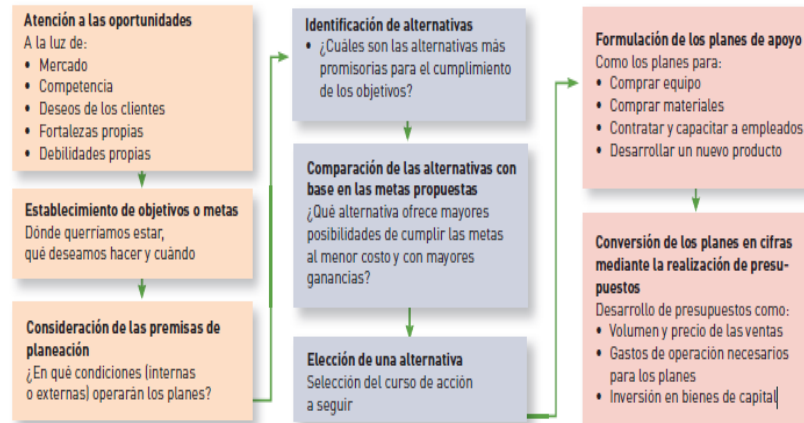 Atención a las oportunidades
A la luz de:
• Mercado
• Competencia
• Deseos de los clientes
• Fortalezas propias
• Debilidades propias
Establecimiento de objetivos o metas
Dónde querríamos estar,
qué deseamos hacer y cuándo
Consideración de las premisas de
planeación
¿En qué condiciones (internas
o externas) operarán los planes?
Identificación de alternativas
• ¿Cuáles son las alternativas más
promisorias para el cumplimiento
de los objetivos?
Comparación de las alternativas con
base en las metas propuestas
¿Qué alternativa ofrece mayores
posibilidades de cumplir las metas
al menor costo y con mayores
ganancias?
Elección de una alternativa
Selección del curso de acción
a seguir
Formulación de los planes de apoyo
Como los planes para:
• Comprar equipo
• Comprar materiales
• Contratar y capacitar a empleados
• Desarrollar un nuevo producto
Conversión de los planes en cifras
mediante la realización de presu-
puestos
Desarrollo de presupuestos como:
• Volumen y precio de las ventas
• Gastos de operación necesarios
para los planes
• Inversión en bienes de capital